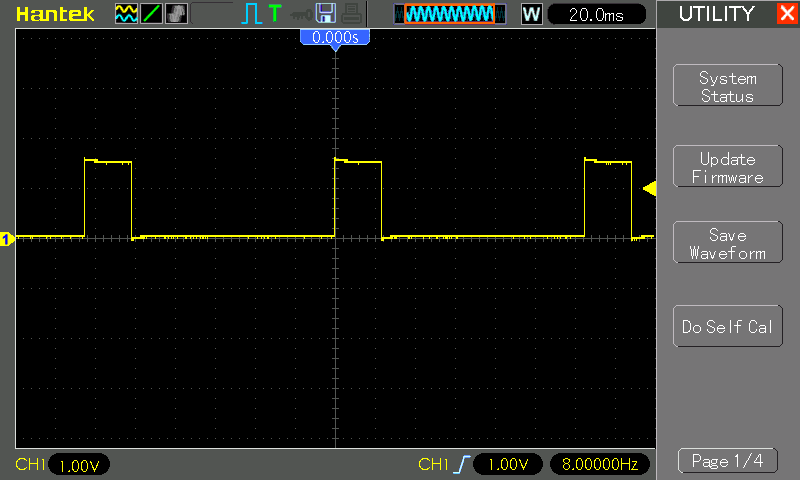 Hantek
T
W
20.0ms
UTILITY
0.000s
System
Status
Update
Firmware
1
Save
Waveform
Do Self Cal
CH1 1.00V
CH1 1.00V 8.00000Hz
Page 1/4